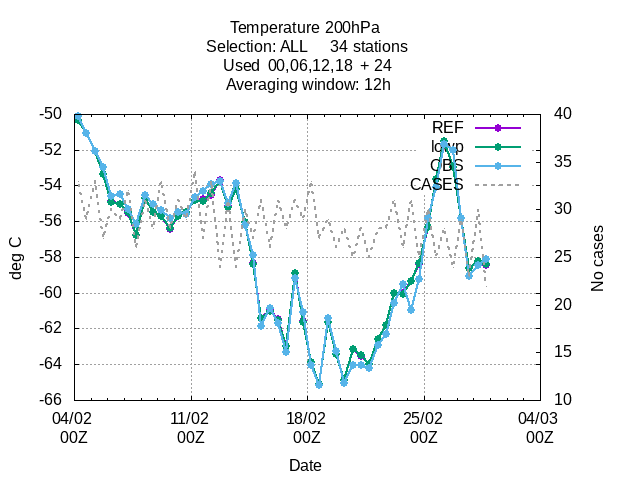 Temperature 200hPa
Selection: ALL 34 stations
Used 00,06,12,18 + 24
Averaging window: 12h
-50
-52
-54
-56
-58
-60
-62
-64
-66
deg C
40
35
30
25
20
15
10
No cases
REF
lowp
OBS
CASES
04/02 11/02 18/02 25/02 04/03
00Z 00Z 00Z 00Z 00Z
Date